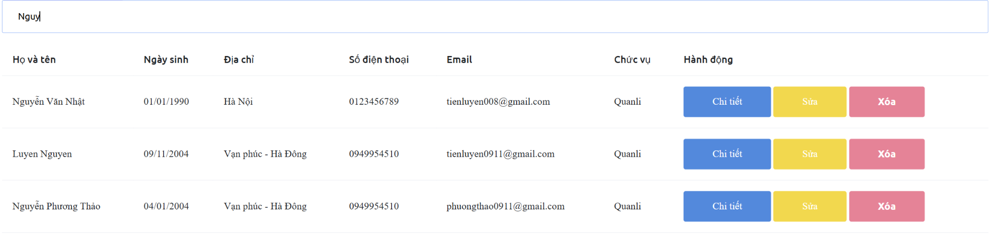 Nguy
Họ và tên Ngày sinh Địa chỉ Số điện thoại Email Chức vụ Hành động
Nguyễn Văn Nhật 01/01/1990 Hà Nội 0123456789 tienluyen008@gmail.com Quanli Chi tiết Sửa Xóa
Luyen Nguyen 09/11/2004 Vạn phúc - Hà Đông 0949954510 tienluyen0911@gmail.com Quanli Chi tiết Sửa Xóa
Nguyễn Phương Thảo 04/01/2004 Vạn phúc - Hà Đông 0949954510 phuongthao0911@gmail.com Quanli Chi tiết Sửa Xóa